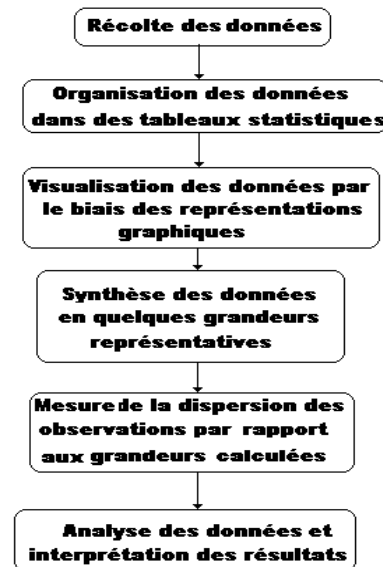 Récolte des données
Organisation des données
dans des tableaux statistiques
Visualisation des données par
le biais des représentations
graphiques
Synthèse des données
en quelques grandeurs
représentatives
Mesure de la dispersion des
observations par rapport
aux grandeurs calculées
Analyse des données et
interprétation des résultats